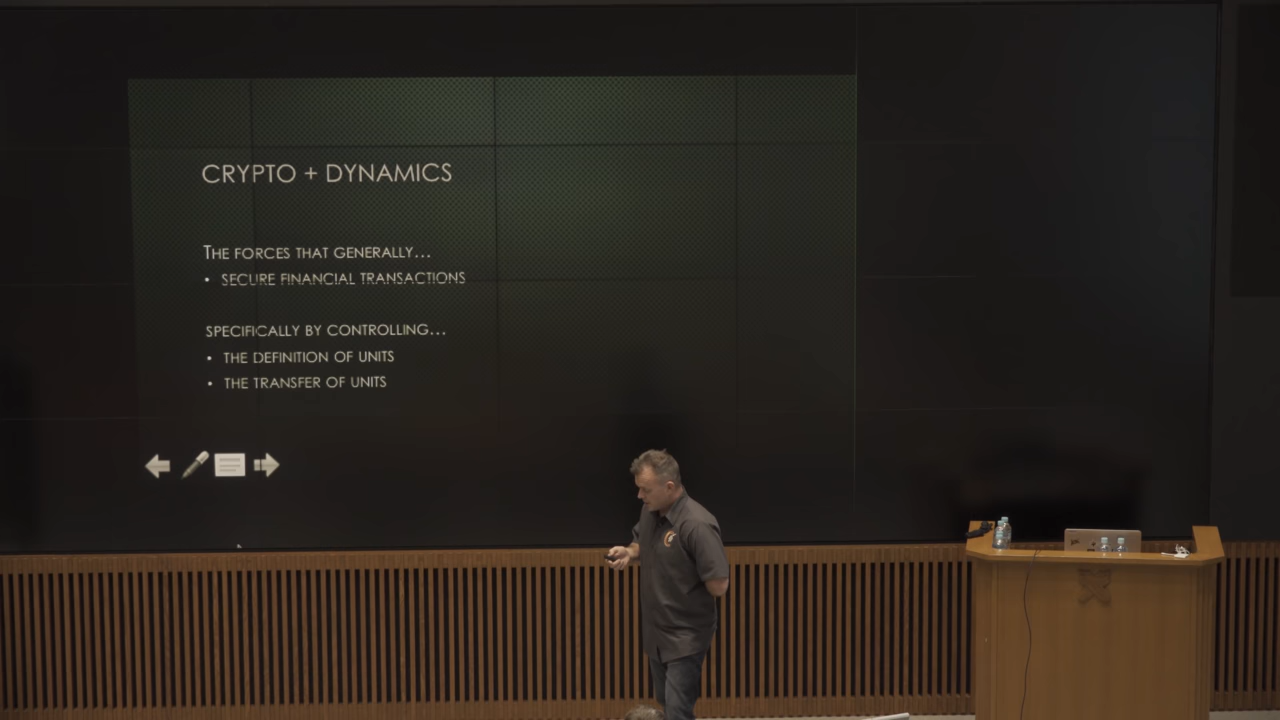 CRYPTO + DYNAMICS
THE FORCES THAT GENERALLY...
• SECURE FINANCIAL TRANSACTIONS
SPECIFICALLY BY CONTROLLING...
• THE DEFINITION OF UNITS
• THE TRANSFER OF UNITS